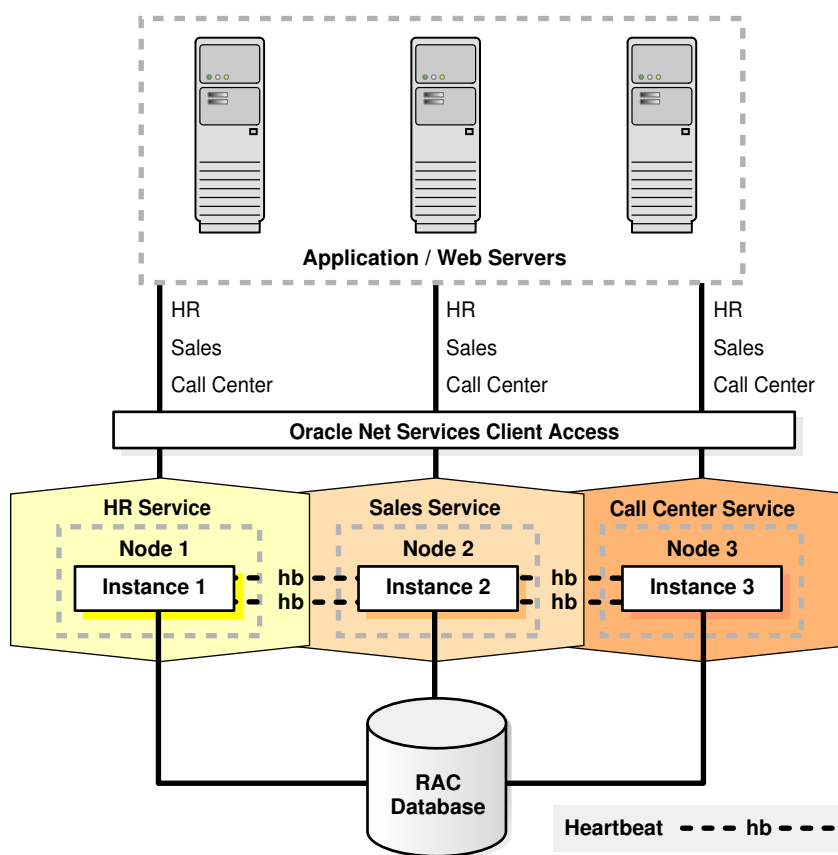 Application / Web Servers
HR
Sales
Call Center
HR
Sales
Call Center
HR
Sales
Call Center
Oracle Net Services Client Access
HR Service
Node 1
Instance 1
hb
hb
Sales Service
Node 2
Instance 2
hb
hb
Call Center Service
Node 3
Instance 3
RAC
Database
Heartbeat
hb